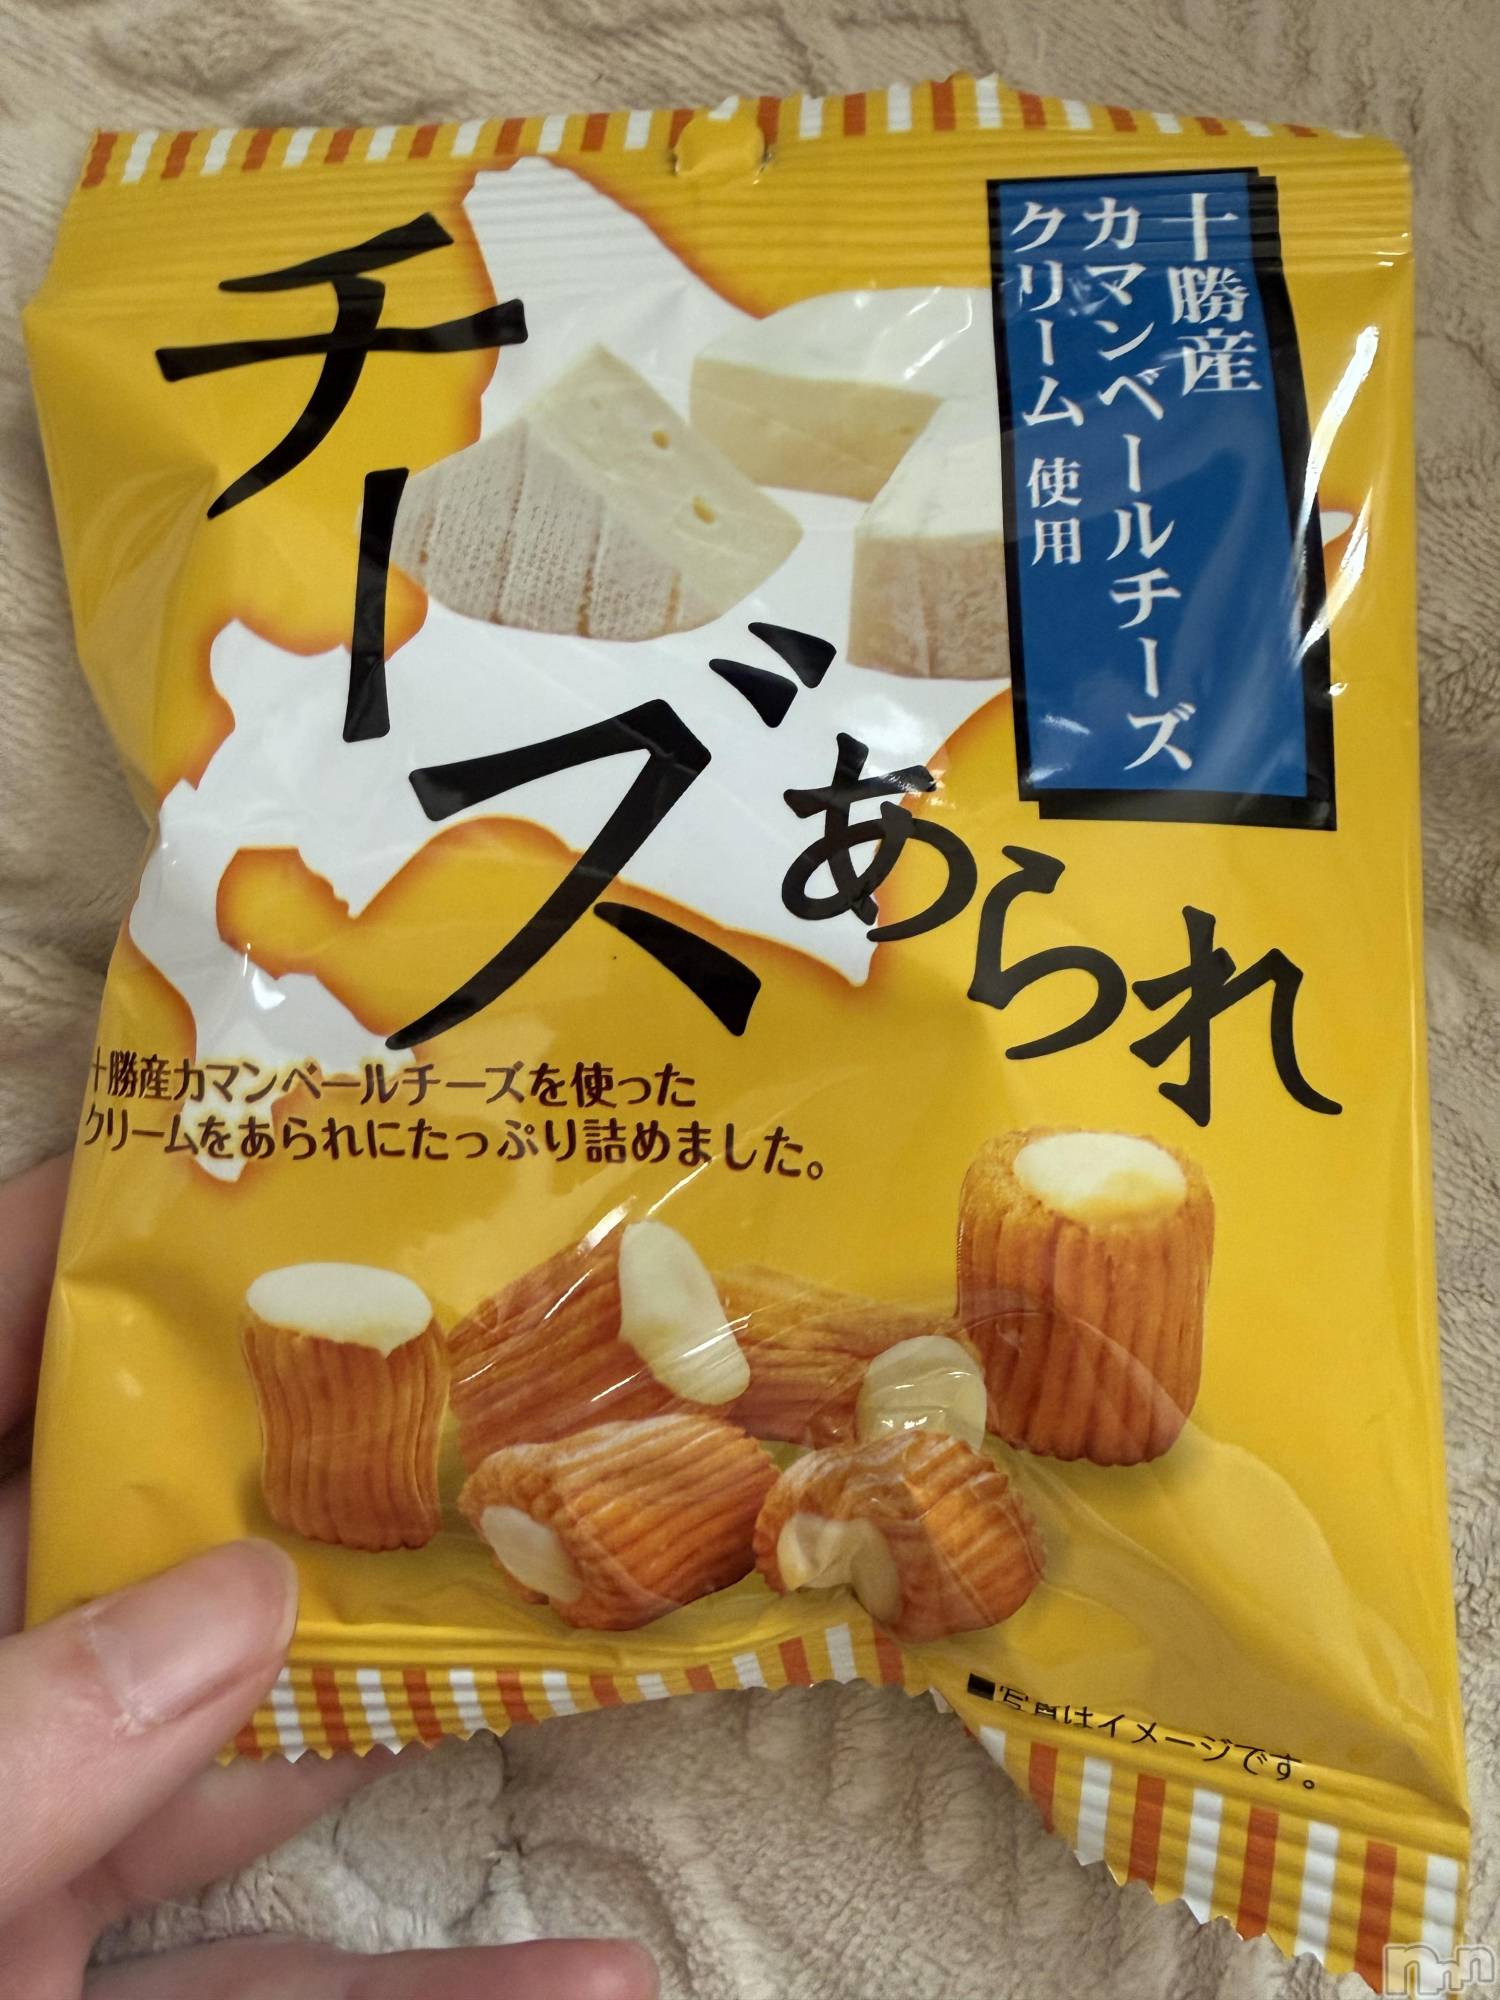 十勝産
カマンベールチーズ
クリーム 使用
チーズ
あられ
十勝産カマンベールチーズを使った
クリームをあられにたっぷり詰めました。
■写真はイメージです。